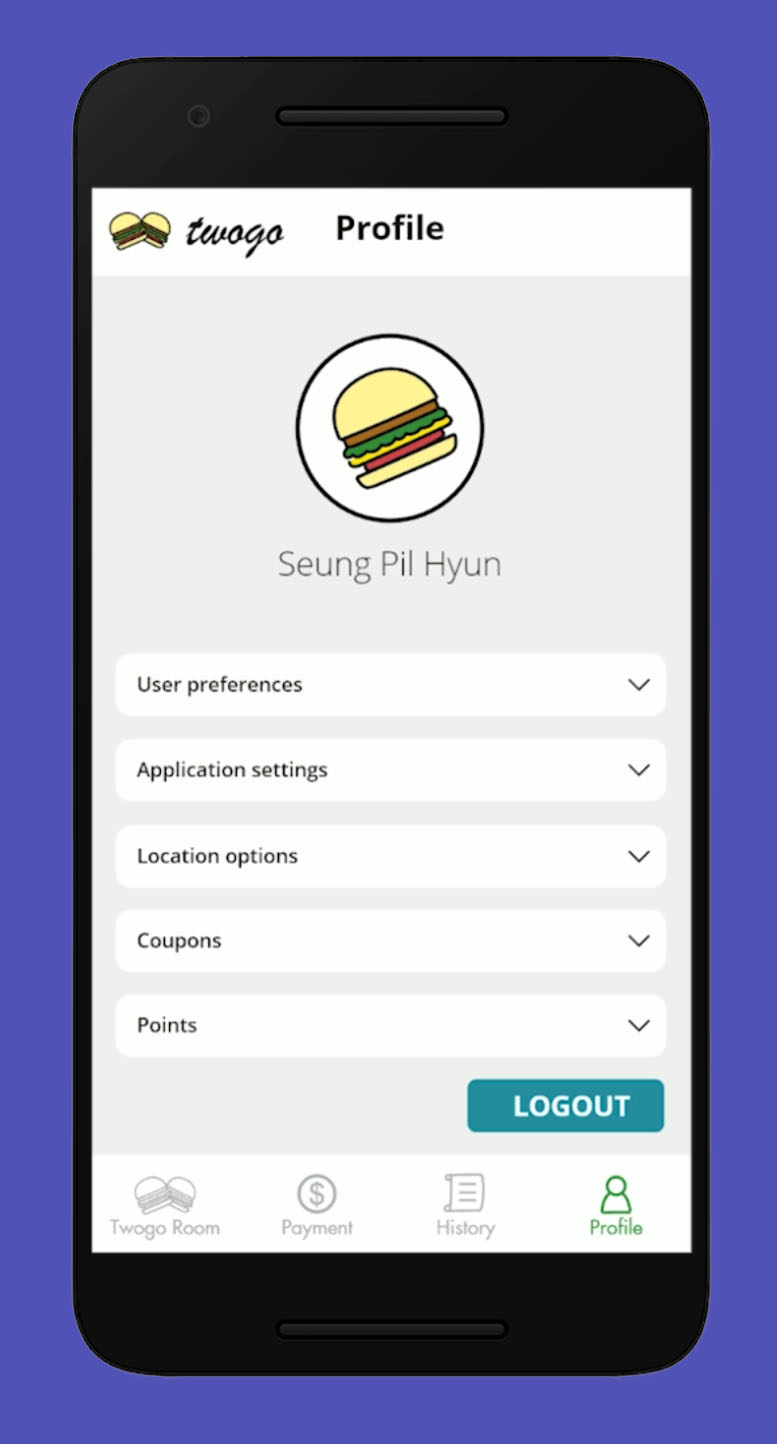 twogo Profile
Seung Pil Hyun
User preferences
Application settings
Location options
Coupons
Points
LOGOUT
Twogo Room Payment History Profile